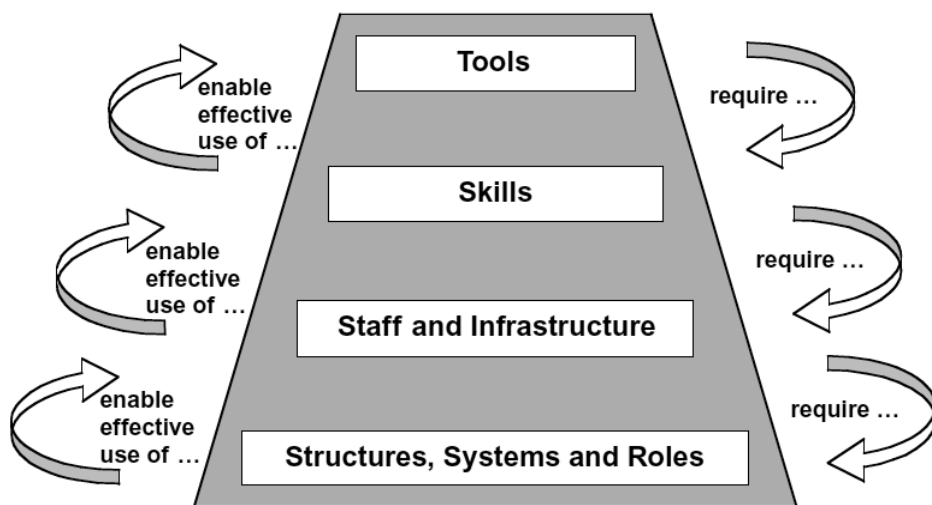 Tools
enable
effective
use of …
require …
Skills
enable
effective
use of …
require …
Staff and Infrastructure
enable
effective
use of …
require …
Structures, Systems and Roles